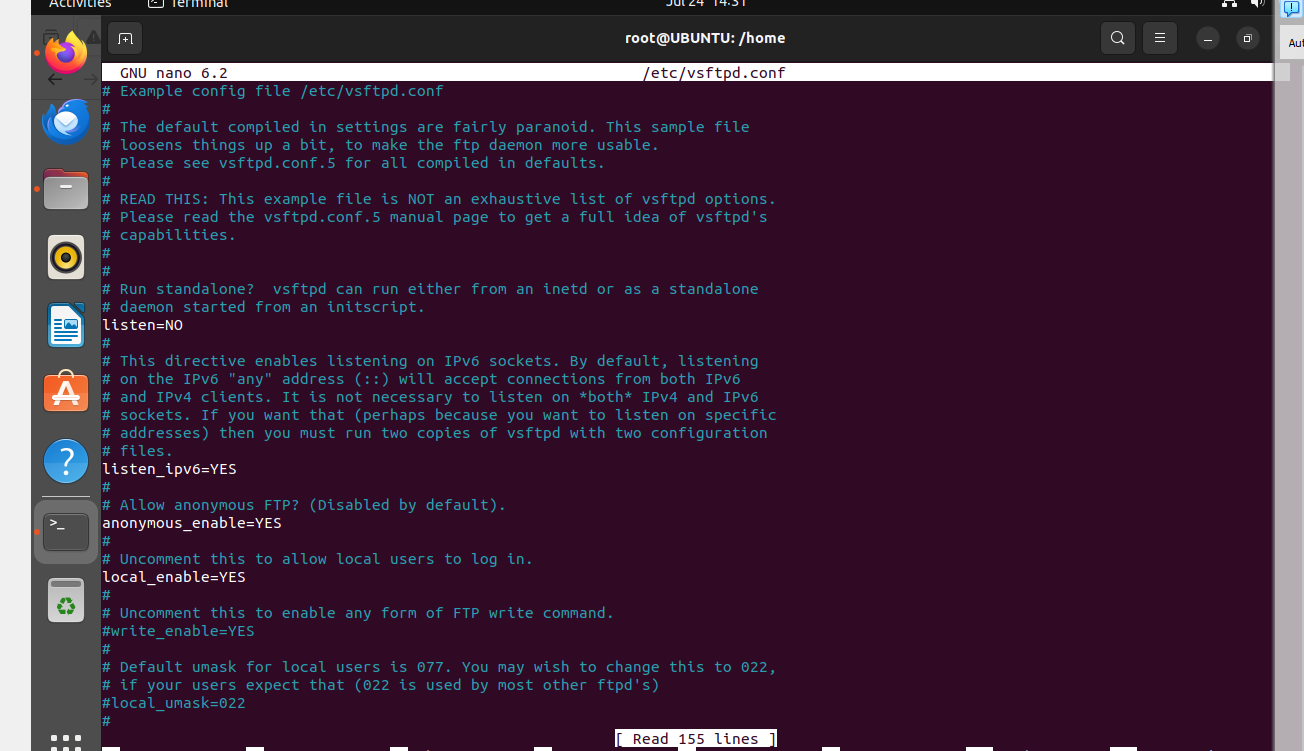 Activities Terminal Jul 24 14:31
root@UBUNTU: /home
Aut
GNU nano 6.2 /etc/vsftpd.conf
# Example config file /etc/vsftpd.conf
#
# The default compiled in settings are fairly paranoid. This sample file
# loosens things up a bit, to make the ftp daemon more usable.
# Please see vsftpd.conf.5 for all compiled in defaults.
#
# READ THIS: This example file is NOT an exhaustive list of vsftpd options.
# Please read the vsftpd.conf.5 manual page to get a full idea of vsftpd's
# capabilities.
#
#
# Run standalone?  vsftpd can run either from an inetd or as a standalone
# daemon started from an initscript.
listen=NO
#
# This directive enables listening on IPv6 sockets. By default, listening
# on the IPv6 "any" address (::) will accept connections from both IPv6
# and IPv4 clients. It is not necessary to listen on *both* IPv4 and IPv6
# sockets. If you want that (perhaps because you want to listen on specific
# addresses) then you must run two copies of vsftpd with two configuration
# files.
listen_ipv6=YES
#
# Allow anonymous FTP? (Disabled by default).
anonymous_enable=YES
#
# Uncomment this to allow local users to log in.
local_enable=YES
#
# Uncomment this to enable any form of FTP write command.
#write_enable=YES
#
# Default umask for local users is 077. You may wish to change this to 022,
# if your users expect that (022 is used by most other ftpd's)
#local_umask=022
#
[ Read 155 lines ]